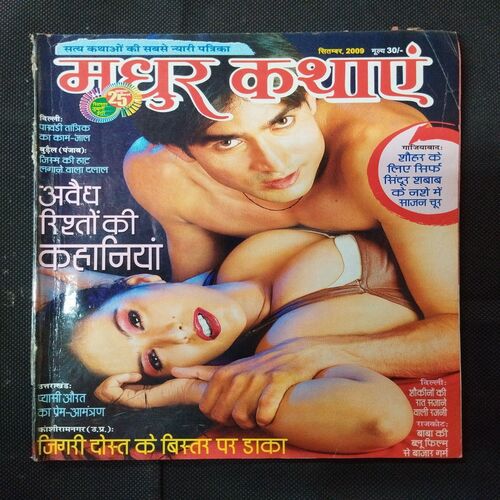 सत्य कथाओं की सबसे न्यारी पत्रिका
सितम्बर, 2009 मूल्य 30/-
मधुर कथाएं
25
दिल्ली:
पाखंडी तांत्रिक
का काम-जाल
बुडैल (पंजाब):
जिस्म की हाट
लगाने वाला दलाल
अवैध
रिश्तों की
कहानियां
गाजियाबाद:
शौहर के
लिए सिर्फ
सिंदूर शबाब
के नशे में
साजन चूर
उत्तराखंड:
प्यासी औरत
का प्रेम-आमंत्रण
कांशीरामनगर (उ.प्र.):
जिगरी दोस्त के बिस्तर पर डाका
दिल्ली:
शौकीनों की
रात सजाने
वाली रजनी
राजकोट:
बाबा की
ब्लू फिल्म
से बाजार गर्म